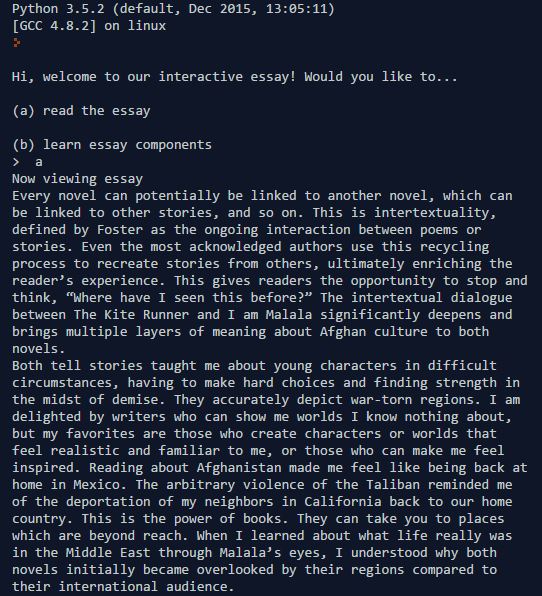 Python 3.5.2 (default, Dec 2015, 13:05:11)
[GCC 4.8.2] on linux
Hi, welcome to our interactive essay! Would you like to...
(a) read the essay
(b) learn essay components
>  a
Now viewing essay
Every novel can potentially be linked to another novel, which can
be linked to other stories, and so on. This is intertextuality,
defined by Foster as the ongoing interaction between poems or
stories. Even the most acknowledged authors use this recycling
process to recreate stories from others, ultimately enriching the
reader’s experience. This gives readers the opportunity to stop and
think, “Where have I seen this before?” The intertextual dialogue
between The Kite Runner and I am Malala significantly deepens and
brings multiple layers of meaning about Afghan culture to both
novels.
Both tell stories taught me about young characters in difficult
circumstances, having to make hard choices and finding strength in
the midst of demise. They accurately depict war-torn regions. I am
delighted by writers who can show me worlds I know nothing about,
but my favorites are those who create characters or worlds that
feel realistic and familiar to me, or those who can make me feel
inspired. Reading about Afghanistan made me feel like being back at
home in Mexico. The arbitrary violence of the Taliban reminded me
of the deportation of my neighbors in California back to our home
country. This is the power of books. They can take you to places
which are beyond reach. When I learned about what life really was
in the Middle East through Malala’s eyes, I understood why both
novels initially became overlooked by their regions compared to
their international audience.